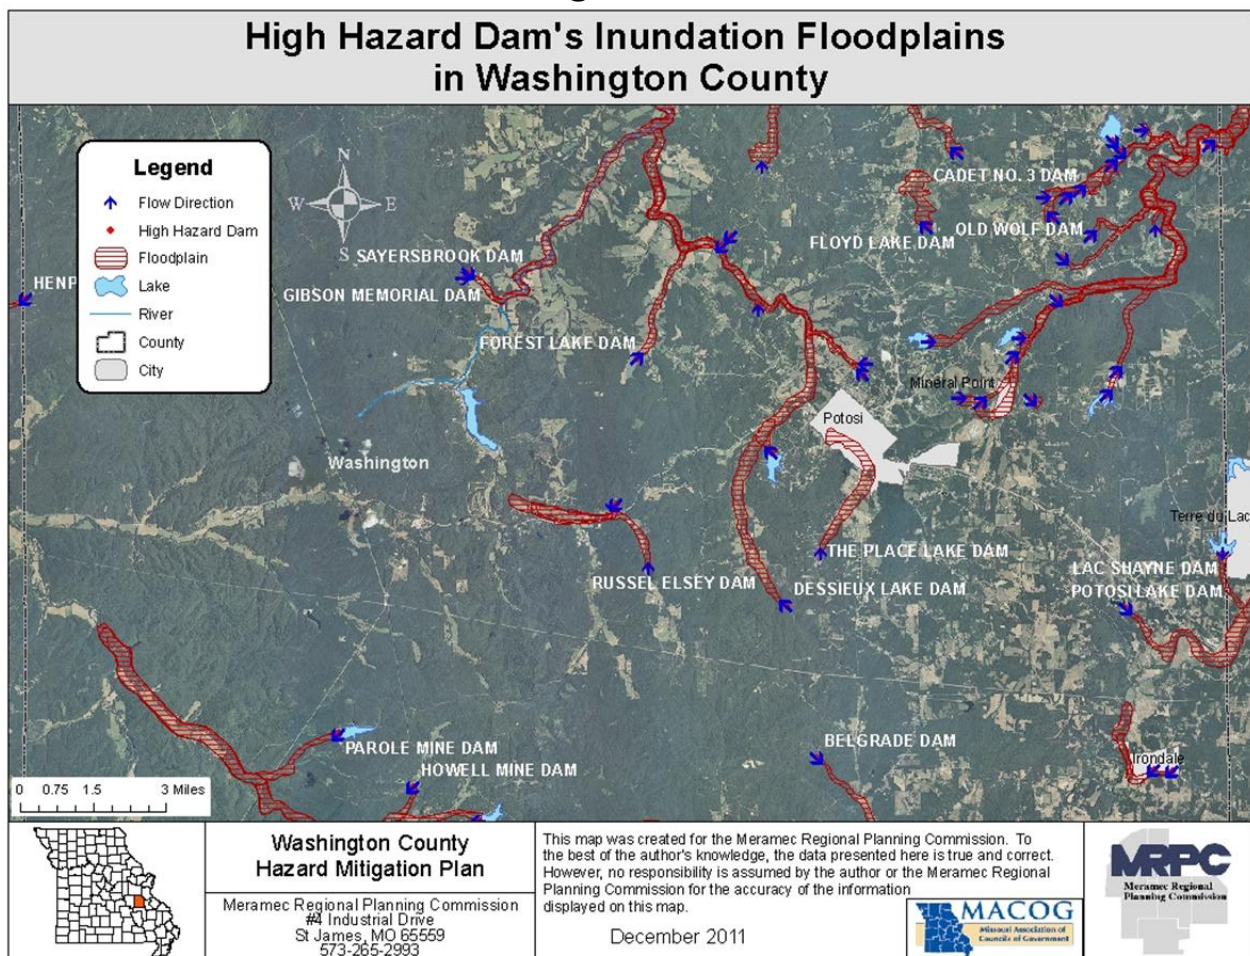 High Hazard Dam's Inundation Floodplains
in Washington County
Legend
Flow Direction
High Hazard Dam
Floodplain
Lake
River
County
City
N
W E
S
HENP
SAYERSBROOK DAM
GIBSON MEMORIAL DAM
FOREST LAKE DAM
CADET NO. 3 DAM
OLD WOLF DAM
FLOYD LAKE DAM
Mineral Point
Potosi
Washington
Terre du Lac
THE PLACE LAKE DAM
RUSSEL ELSEY DAM
DESSIEUX LAKE DAM
LAC SHAYNE DAM
POTOSI LAKE DAM
PAROLE MINE DAM
HOWELL MINE DAM
BELGRADE DAM
Irondale
0 0.75 1.5 3 Miles
Washington County
Hazard Mitigation Plan
Meramec Regional Planning Commission
#4 Industrial Drive
St James, MO 65559
573-265-2993
This map was created for the Meramec Regional Planning Commission. To
the best of the author's knowledge, the data presented here is true and correct.
However, no responsibility is assumed by the author or the Meramec Regional
Planning Commission for the accuracy of the information
displayed on this map.
December 2011
MACOG
Missouri Association of
Councils of Government
MRPC
Meramec Regional
Planning Commission